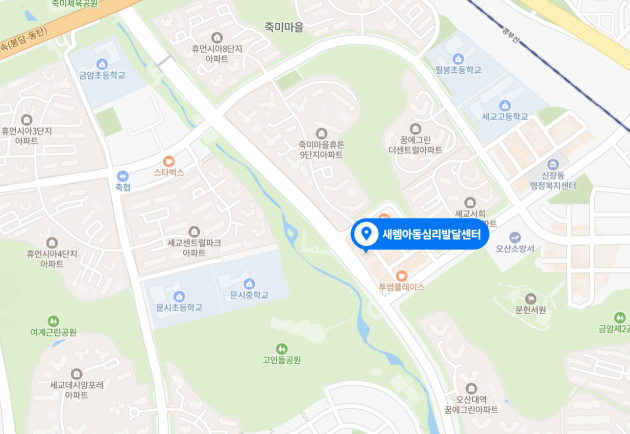 죽미체육공원
죽미마을
경부선
휴먼시아8단지
아파트
속(봉담-동탄)
금암초등학교
필봉초등학교
세교고등학교
휴먼시아3단지
아파트
죽미마을휴튼
9단지아파트
꿈에그린
더센트럴아파트
스타벅스
축협
신장동
행정복지센터
세교서희
파트
새렘아동심리발달센터
세교센트럴파크
아파트
오산소방서
휴먼시아4단지
아파트
투썸플레이스
문시중학교
문시초등학교
문헌서원
금암제2공
여계근린공원
고인돌공원
세교데시앙포레
아파트
오산대역
꿈에그린아파트